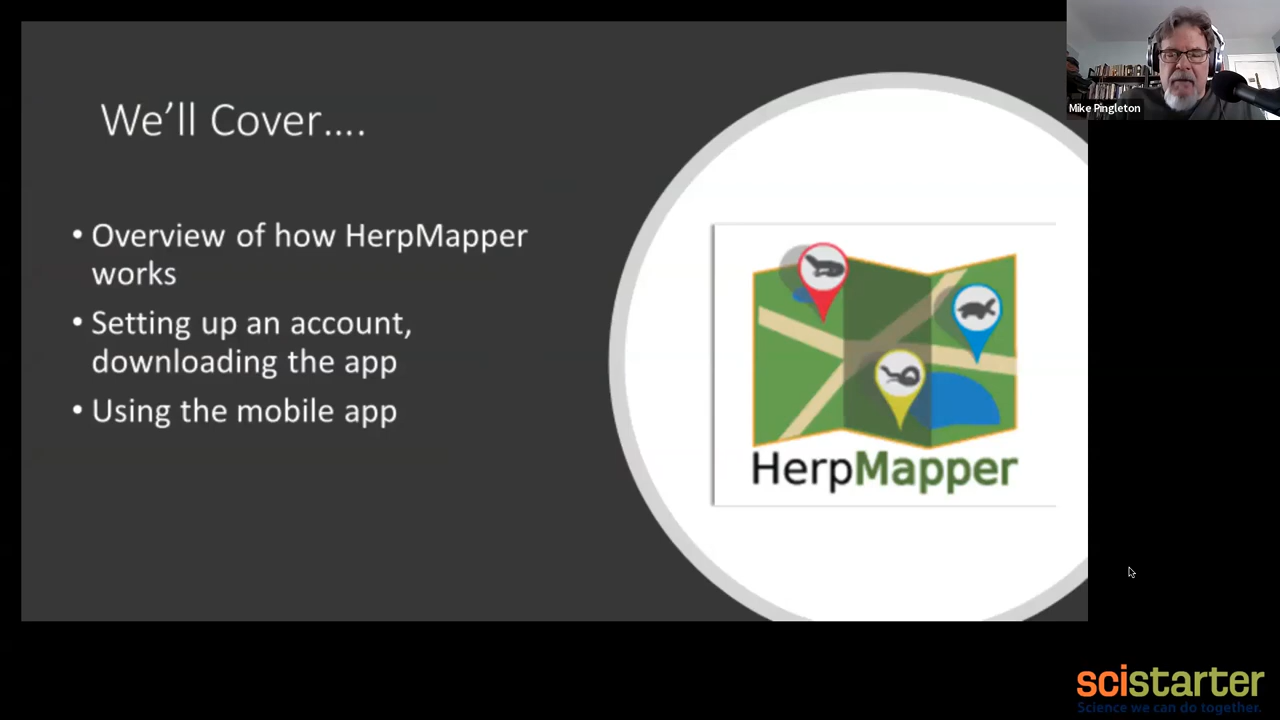 We'll Cover....
• Overview of how HerpMapper
works
• Setting up an account,
downloading the app
• Using the mobile app
HerpMapper
Mike Pingleton
scistarter
Science we can do together.